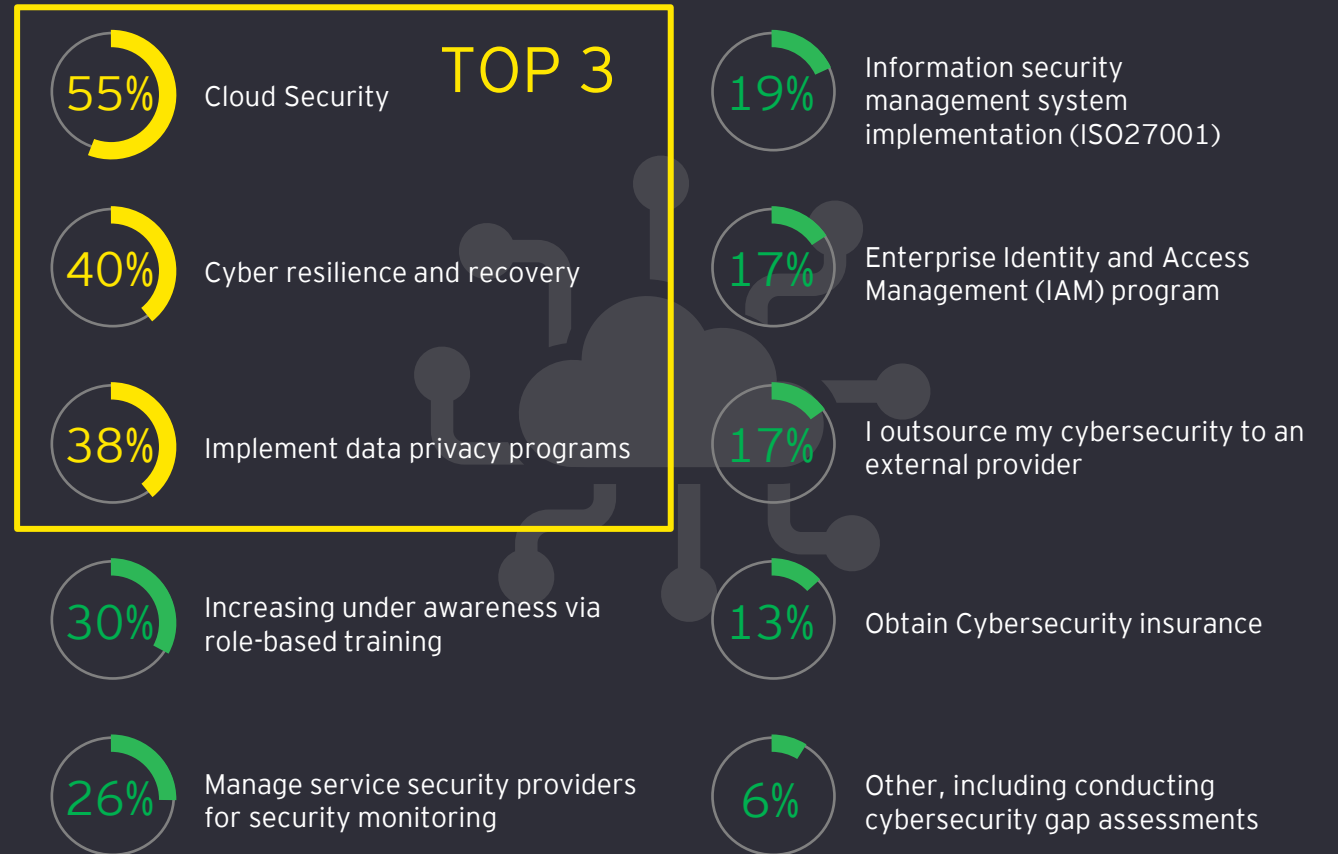 TOP 3
55%
Cloud Security
40%
Cyber resilience and recovery
38%
Implement data privacy programs
30%
Increasing under awareness via
role-based training
26%
Manage service security providers
for security monitoring
19%
Information security
management system
implementation (ISO27001)
17%
Enterprise Identity and Access
Management (IAM) program
17%
I outsource my cybersecurity to an
external provider
13%
Obtain Cybersecurity insurance
6%
Other, including conducting
cybersecurity gap assessments